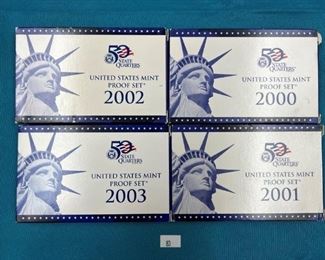 50
STATE
QUARTERS
UNITED STATES MINT
PROOF SET
2002
50
STATE
QUARTERS
UNITED STATES MINT
PROOF SET
2000
50
STATE
QUARTERS
UNITED STATES MINT
PROOF SET
2003
50
STATE
QUARTERS
UNITED STATES MINT
PROOF SET
2001